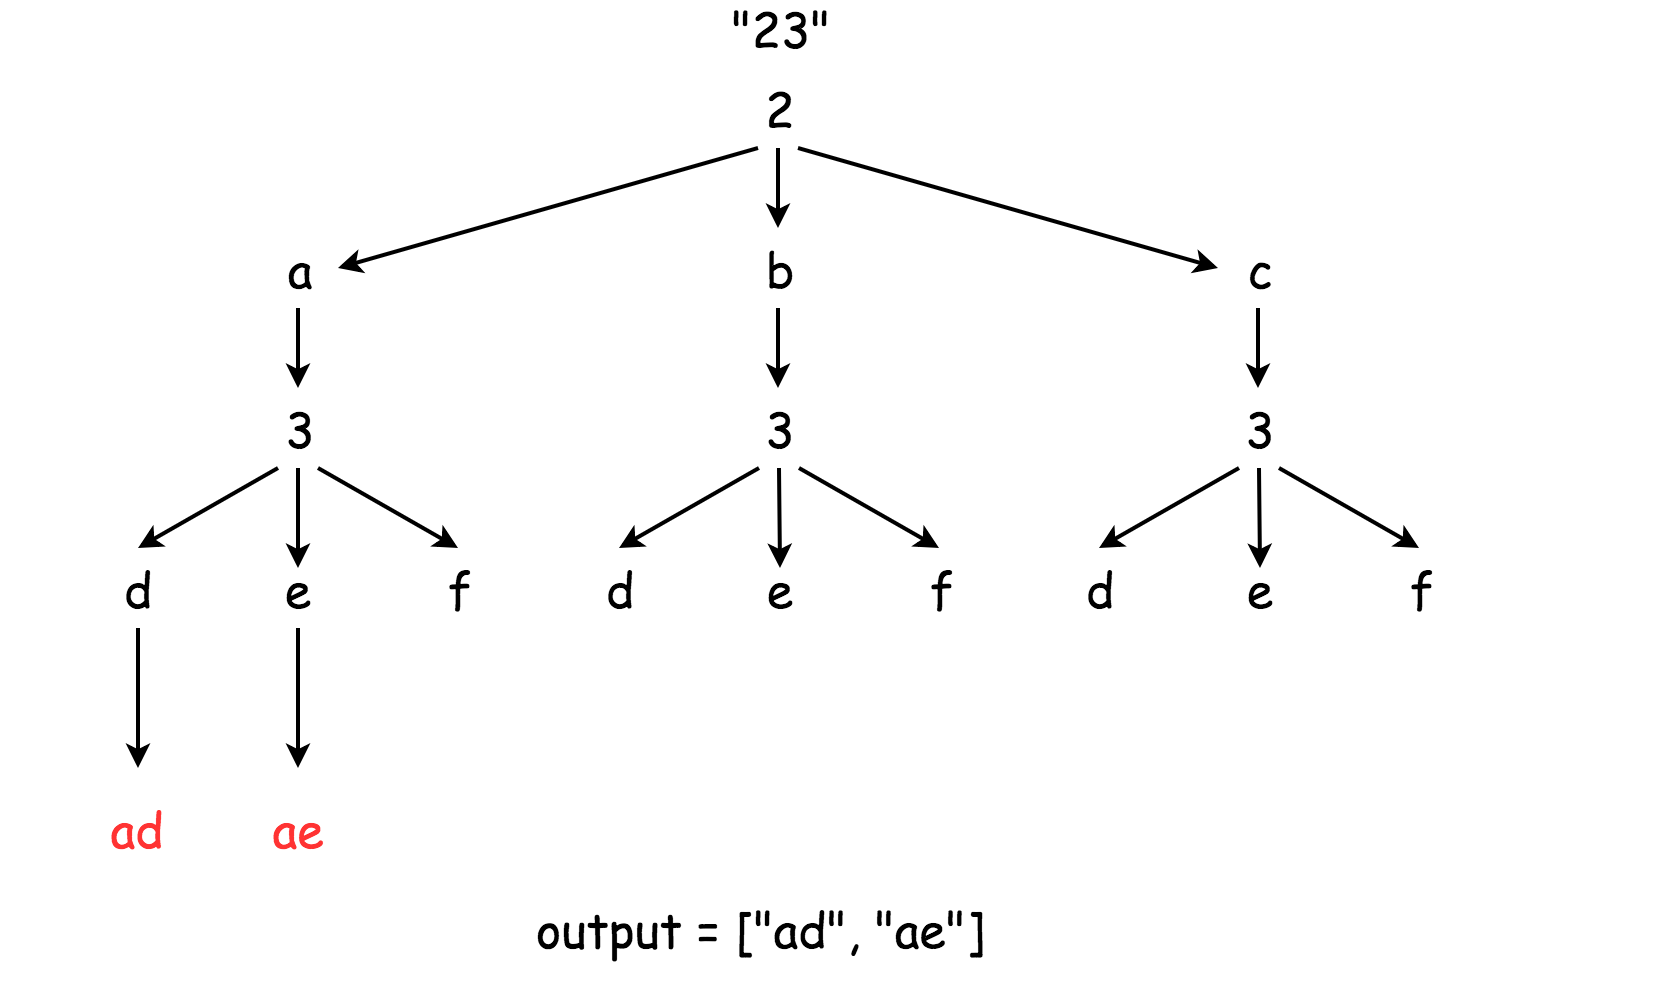 "23"
2
a b c
3 3 3
d e f d e f d e f
ad ae
output = ["ad", "ae"]